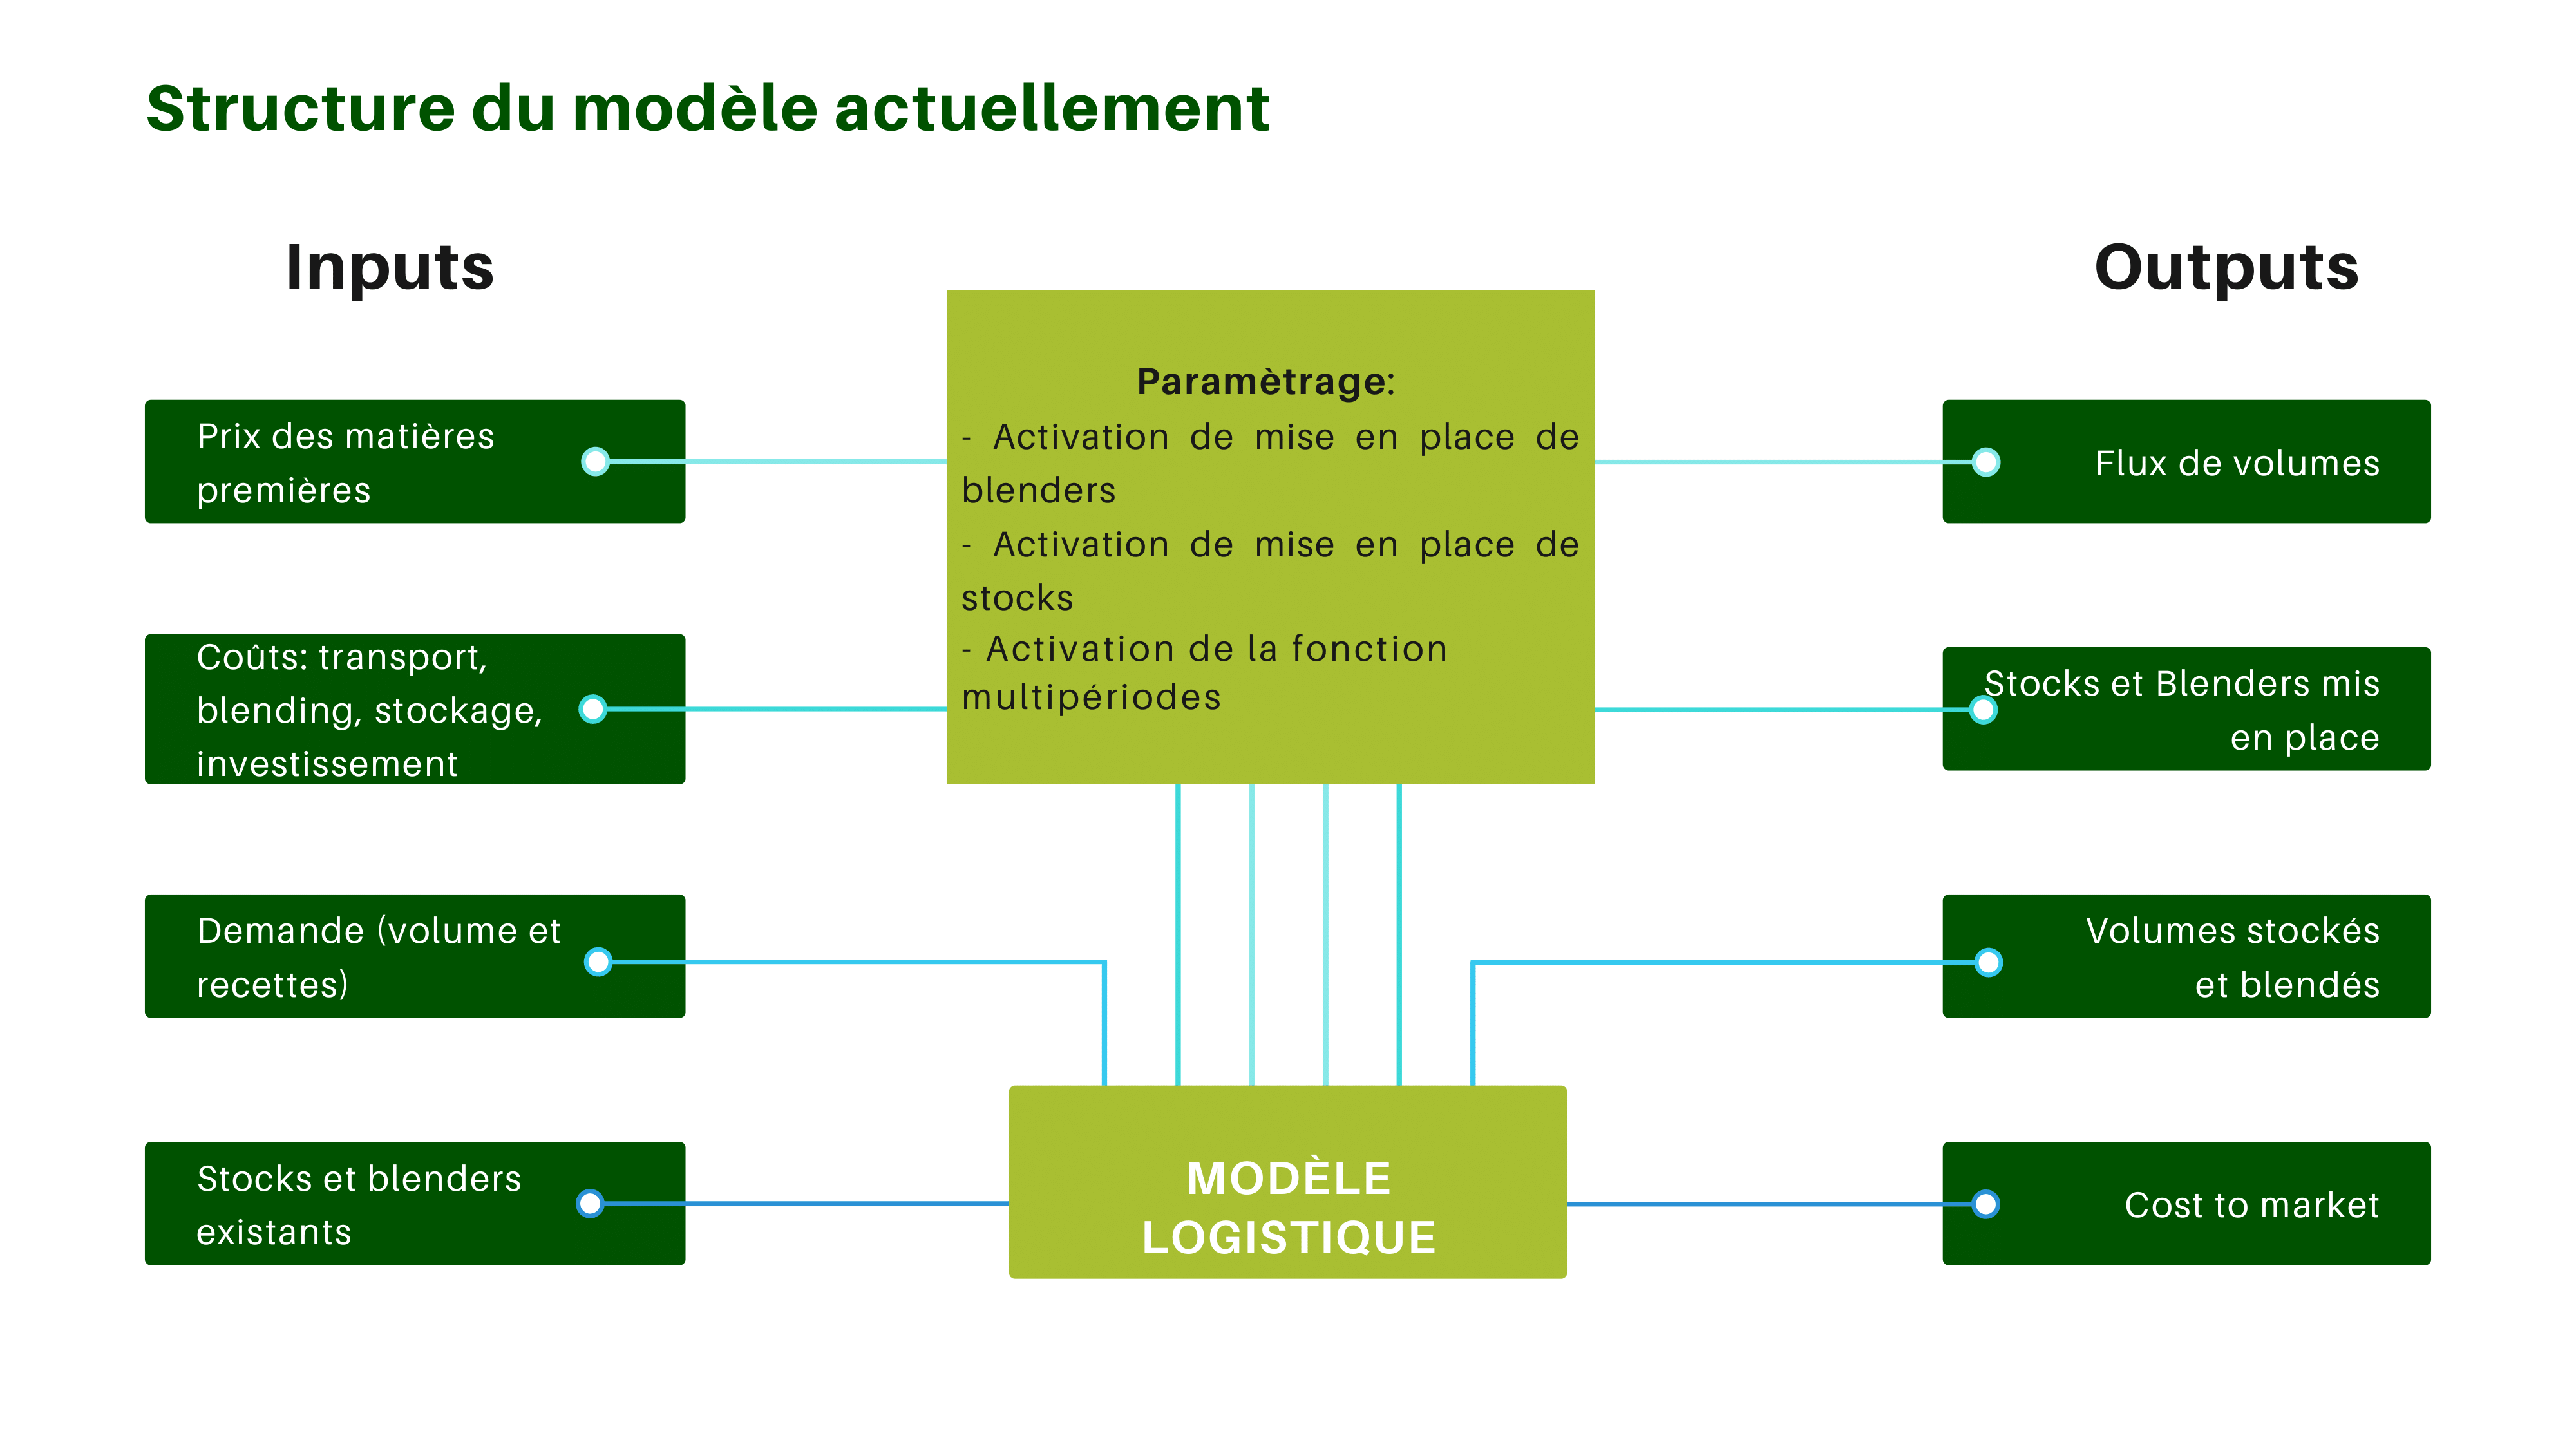 Structure du modèle actuellement
Inputs
Prix des matières
premières
Coûts: transport,
blending, stockage,
investissement
Demande (volume et
recettes)
Stocks et blenders
existants
Paramètrage:
- Activation de mise en place de
blenders
- Activation de mise en place de
stocks
- Activation de la fonction
multipériodes
MODÈLE
LOGISTIQUE
Outputs
Flux de volumes
Stocks et Blenders mis
en place
Volumes stockés
et blendés
Cost to market